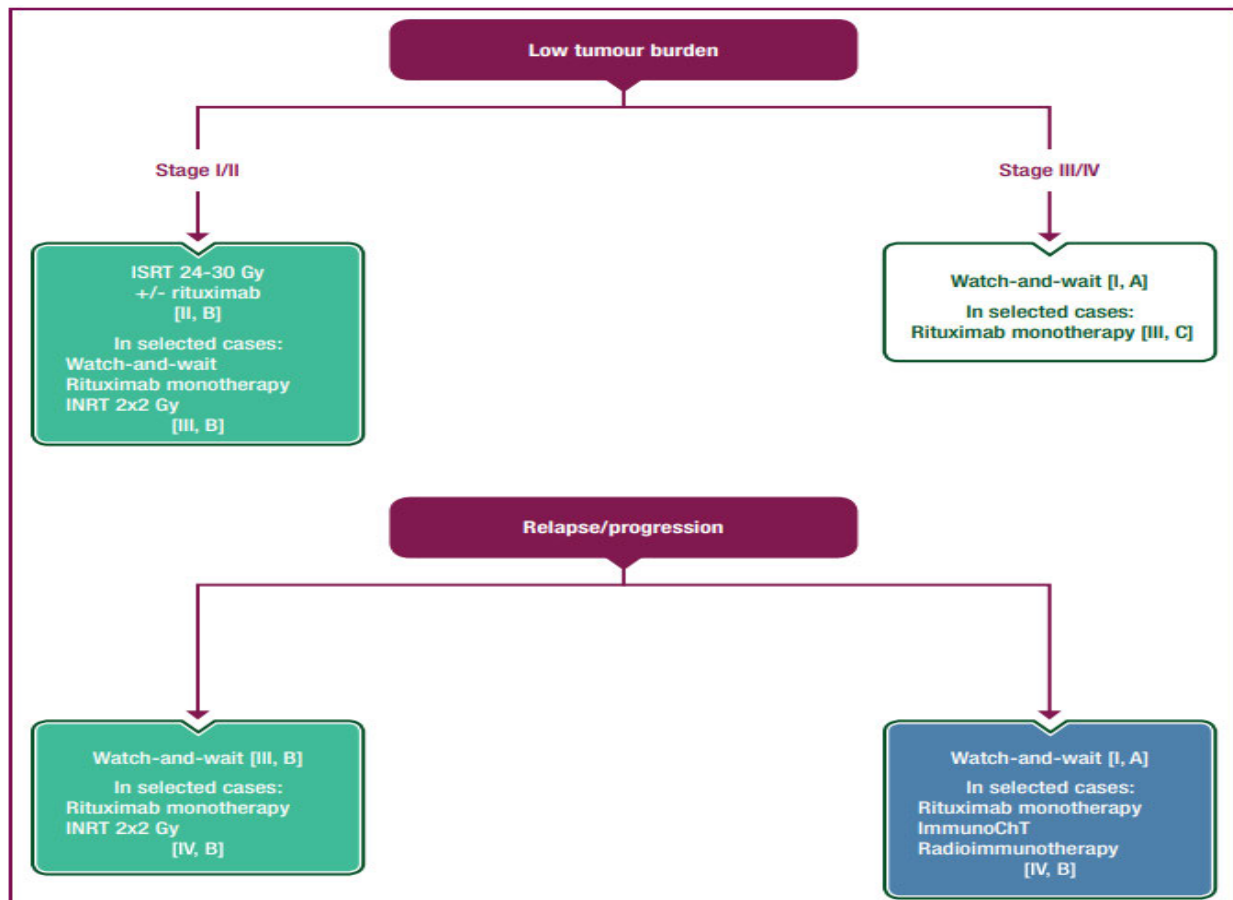 Low tumour burden
Stage I/II
Stage III/IV
ISRT 24-30 Gy
+/- rituximab
[II, B]
In selected cases:
Watch-and-wait
Rituximab monotherapy
INRT 2x2 Gy
[III, B]
Watch-and-wait [I, A]
In selected cases:
Rituximab monotherapy [III, C]
Relapse/progression
Watch-and-wait [III, B]
In selected cases:
Rituximab monotherapy
INRT 2x2 Gy
[IV, B]
Watch-and-wait [I, A]
In selected cases:
Rituximab monotherapy
ImmunoChT
Radioimmunotherapy
[IV, B]